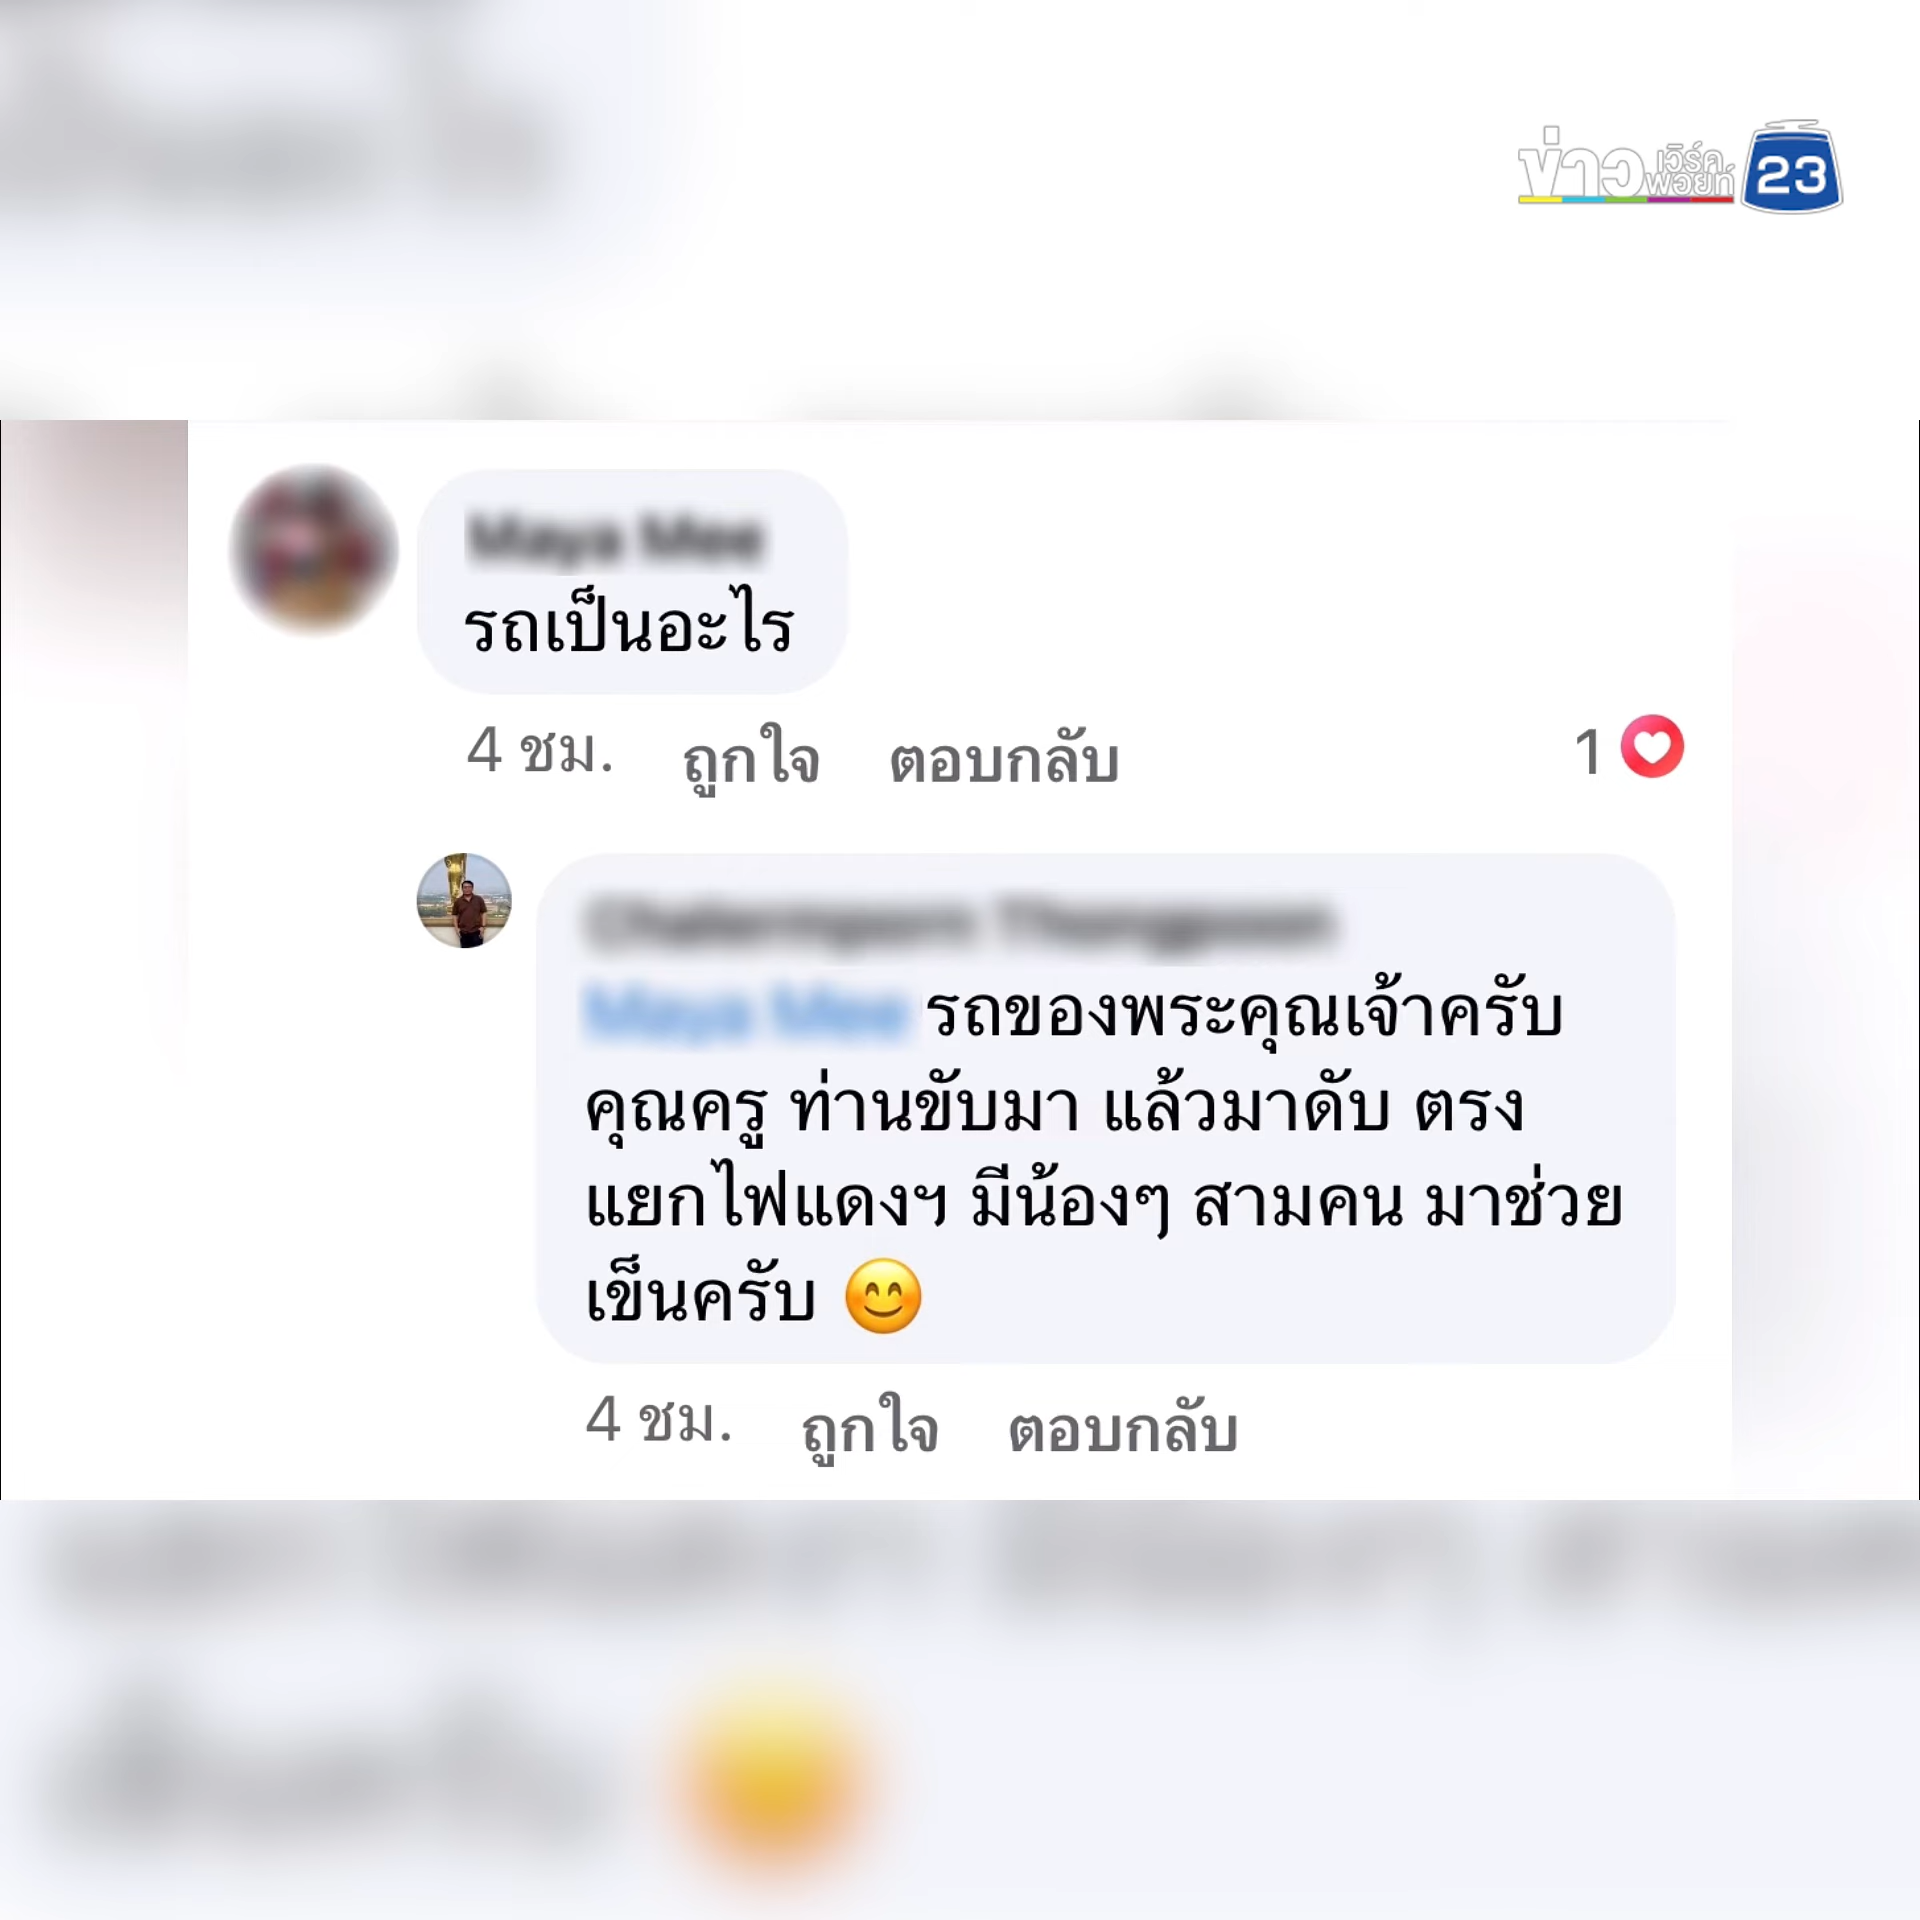 ข่าว เวิร์คพอยท์ 23
รถเป็นอะไร
4 ชม. ถูกใจ ตอบกลับ 1
รถของพระคุณเจ้าครับ
คุณครู ท่านขับมา แล้วมาดับ ตรง
แยกไฟแดงฯ มีน้องๆ สามคน มาช่วย
เข็นครับ 😊
4 ชม. ถูกใจ ตอบกลับ